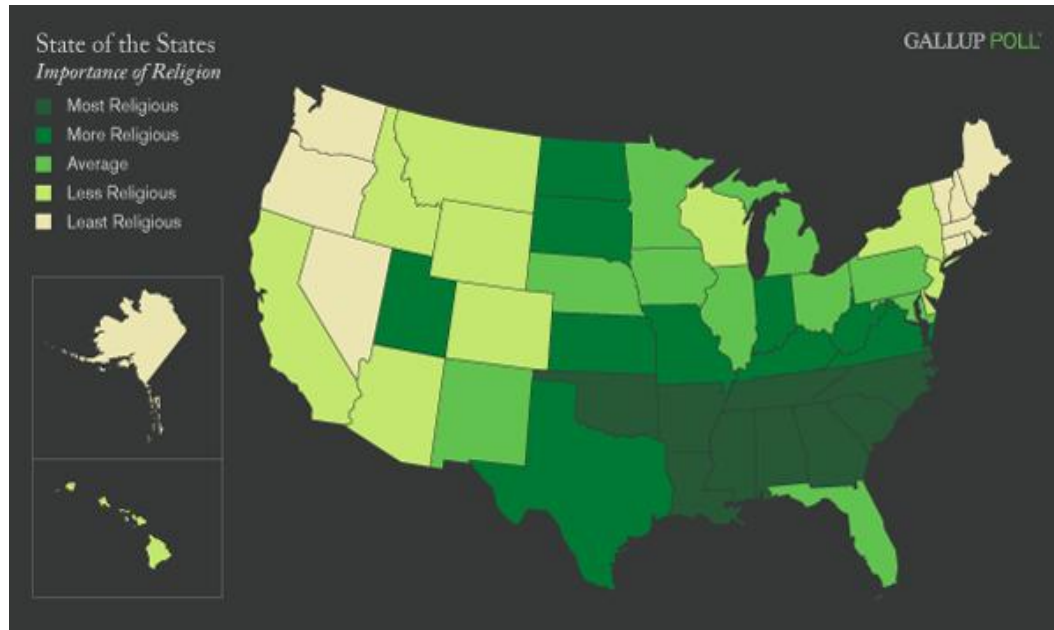 State of the States
Importance of Religion
Most Religious
More Religious
Average
Less Religious
Least Religious
GALLUP POLL